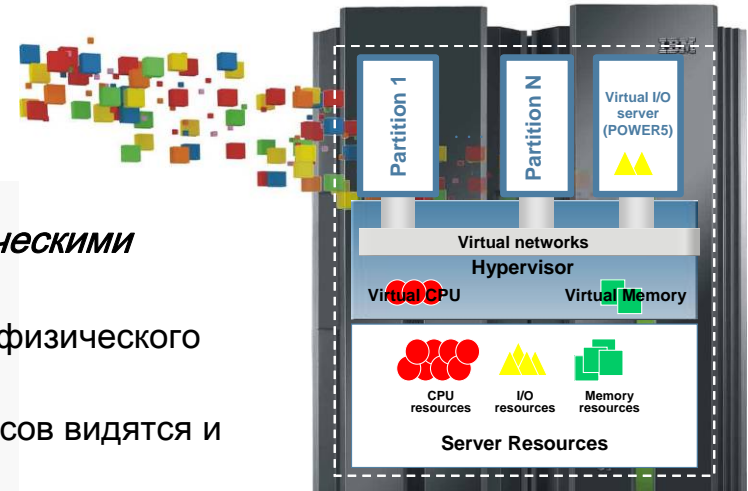 IBM
Partition 1
Partition N
Virtual I/O
server
(POWER5)
Virtual networks
Hypervisor
Virtual CPU
Virtual Memory
CPU
resources
I/O
resources
Memory
resources
Server Resources
ческими
физического
сов видятся и